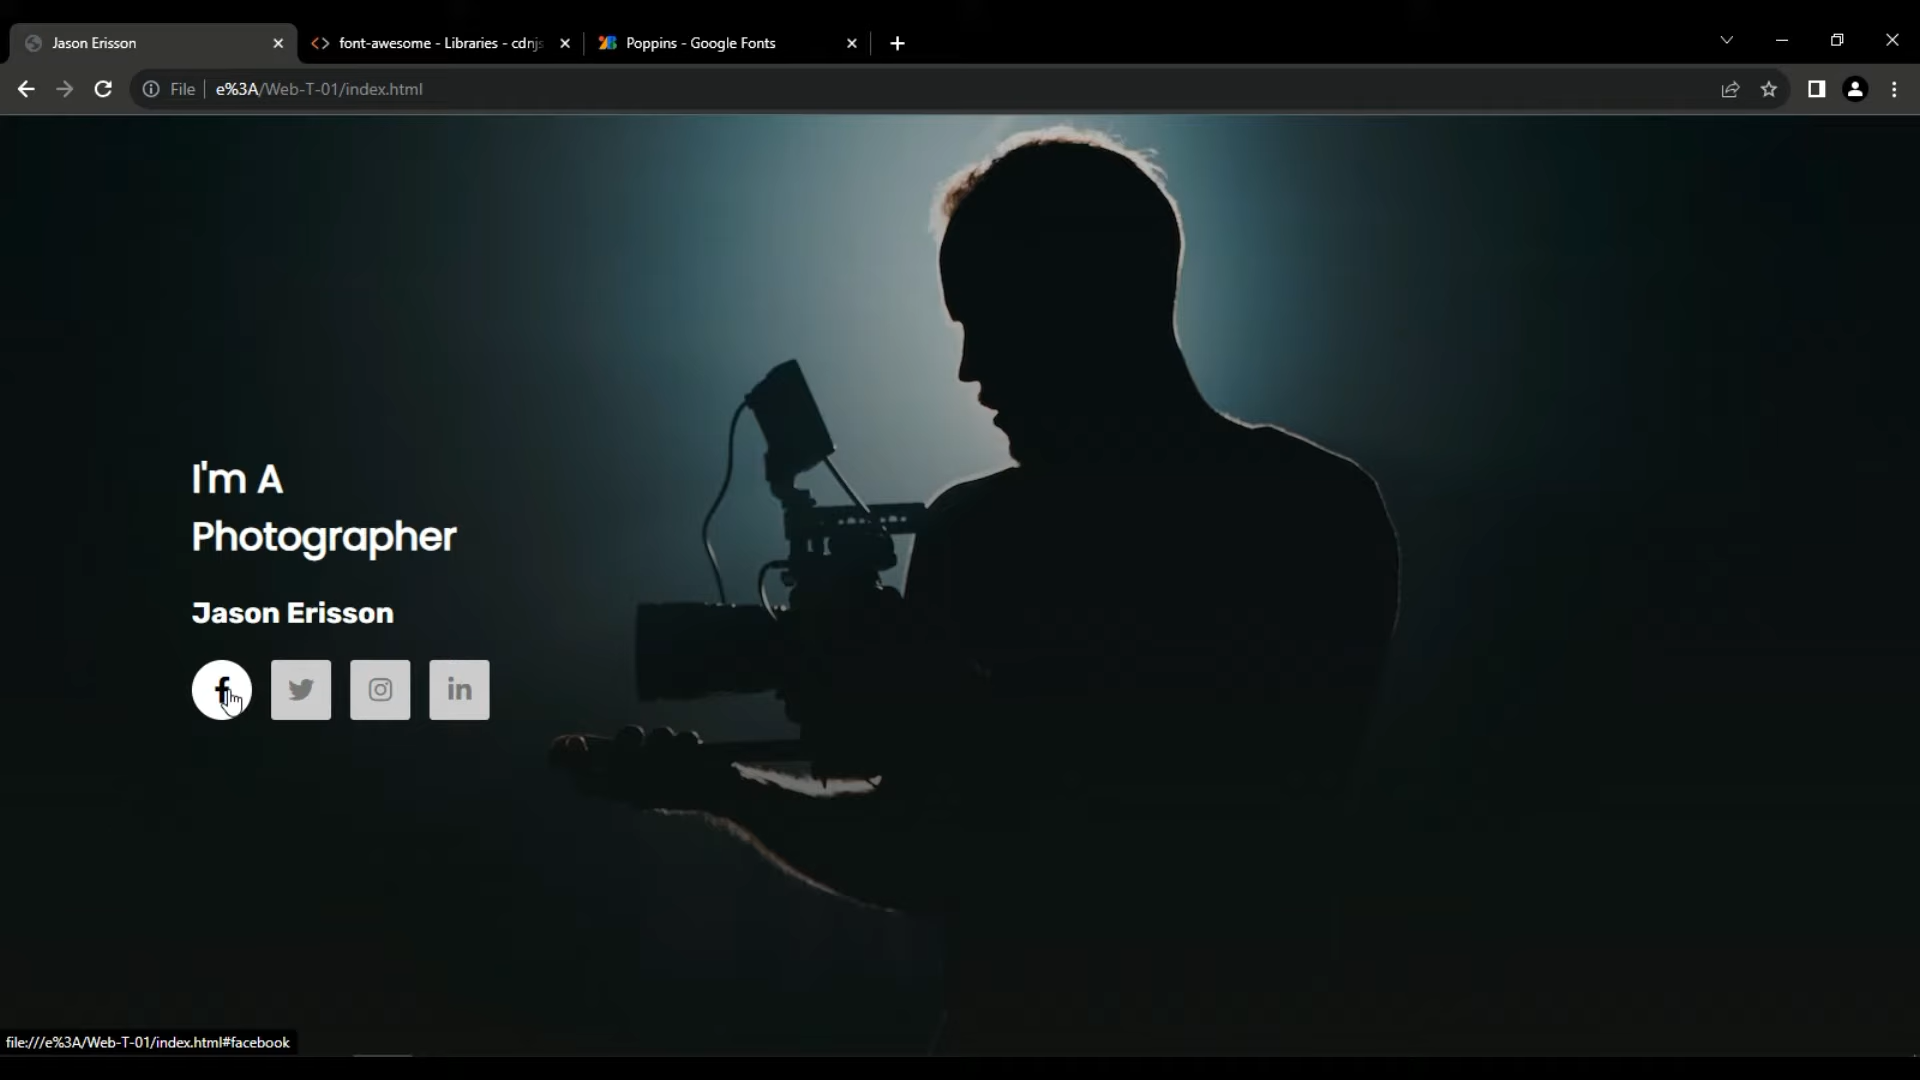 Jason Erisson
font-awesome - Libraries - cdnjs
Poppins - Google Fonts
File
e%3A/Web-T-01/index.html
I'm A
Photographer
Jason Erisson
file:///e%3A/Web-T-01/index.html#facebook